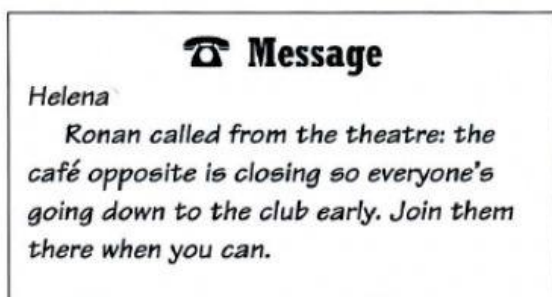 ☎ Message
Helena
Ronan called from the theatre: the
café opposite is closing so everyone's
going down to the club early. Join them
there when you can.